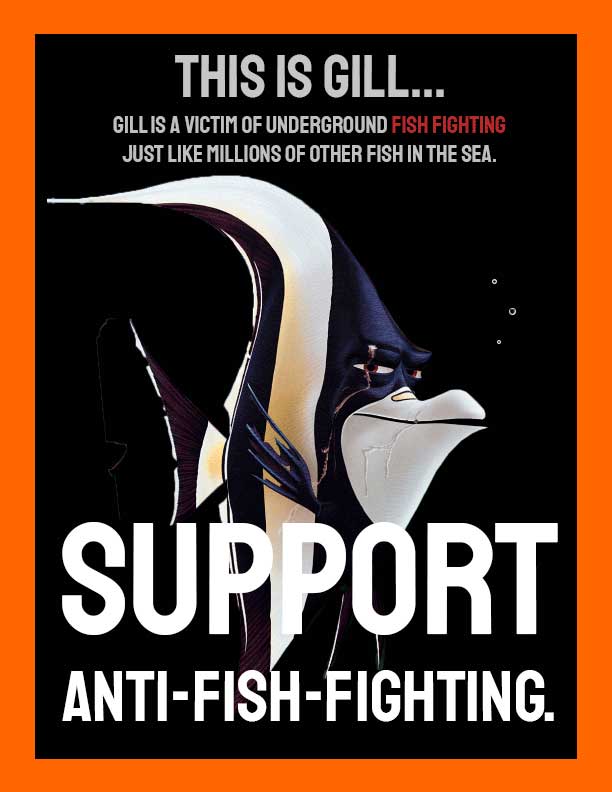 THIS IS GILL...
GILL IS A VICTIM OF UNDERGROUND FISH FIGHTING
JUST LIKE MILLIONS OF OTHER FISH IN THE SEA.
SUPPORT
ANTI-FISH-FIGHTING.